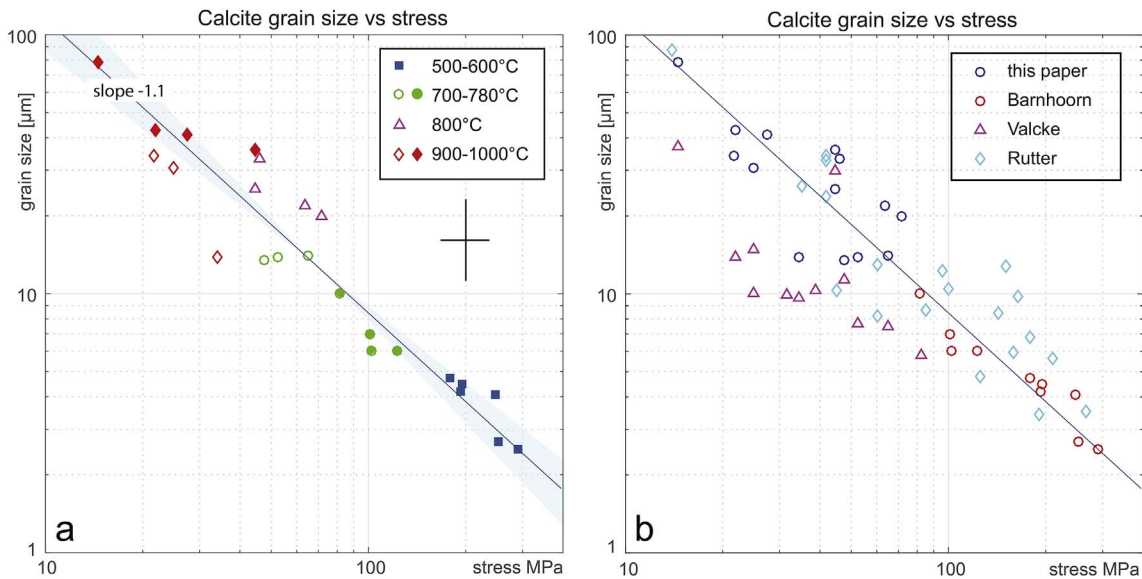 Calcite grain size vs stress
100
grain size [µm]
10
1
slope -1.1
500-600°C
700-780°C
800°C
900-1000°C
a
10
100
stress MPa
Calcite grain size vs stress
100
grain size [µm]
10
1
this paper
Barnhoorn
Valcke
Rutter
b
10
100
stress MPa